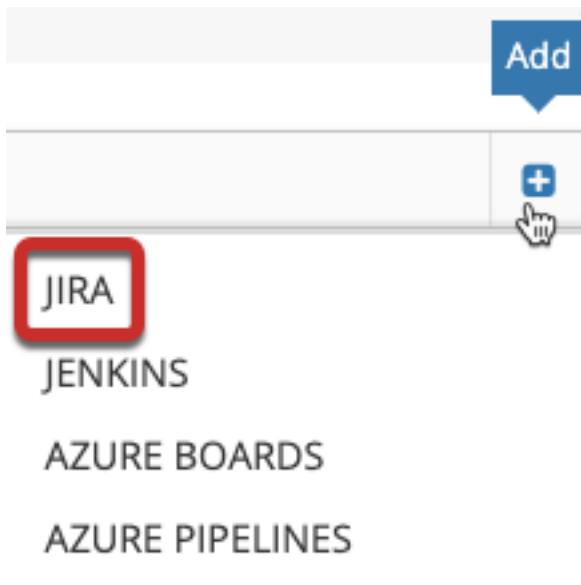 Add
JIRA
JENKINS
AZURE BOARDS
AZURE PIPELINES